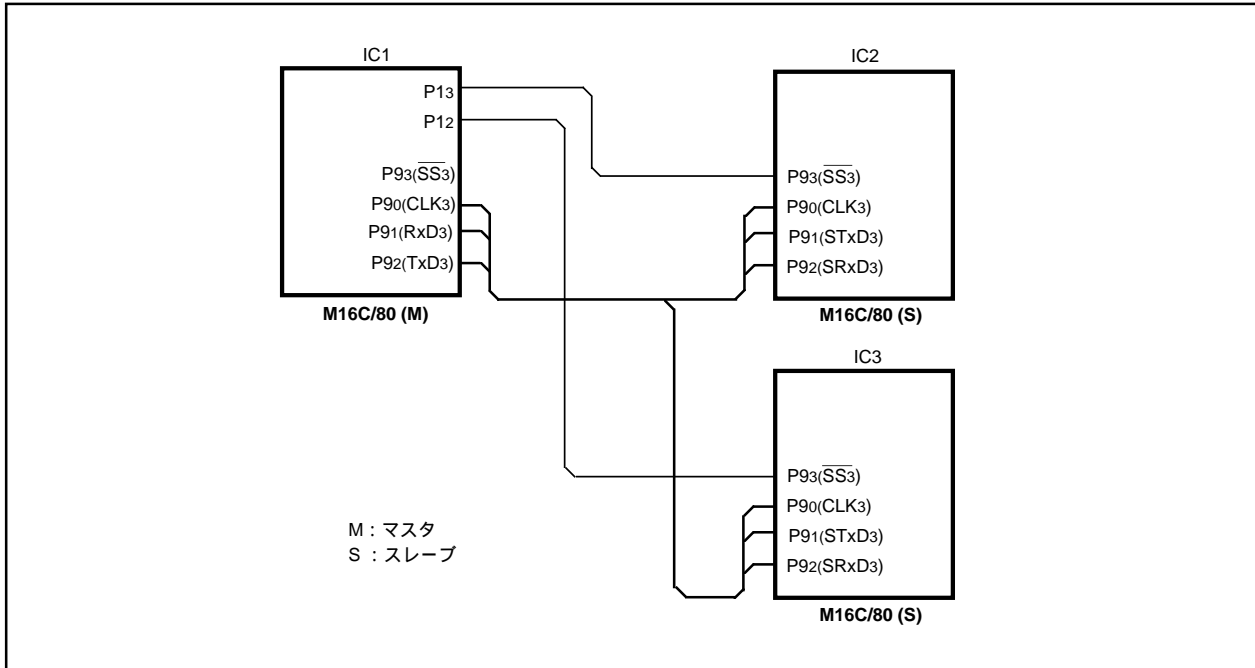 IC1
P13
P12
P93(SS3)
P90(CLK3)
P91(RxD3)
P92(TxD3)
M16C/80 (M)
IC2
P93(SS3)
P90(CLK3)
P91(STxD3)
P92(SRxD3)
M16C/80 (S)
IC3
P93(SS3)
P90(CLK3)
P91(STxD3)
P92(SRxD3)
M16C/80 (S)
M：マスタ
S ：スレーブ